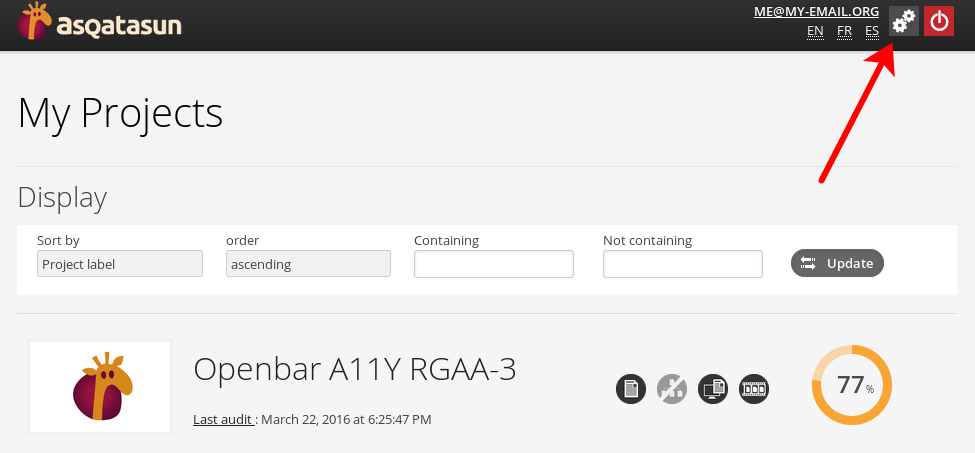 asqatasun
ME@MY-EMAIL.ORG
EN FR ES
My Projects
Display
Sort by order Containing Not containing
Project label ascending Update
Openbar A11Y RGAA-3
77%
Last audit : March 22, 2016 at 6:25:47 PM